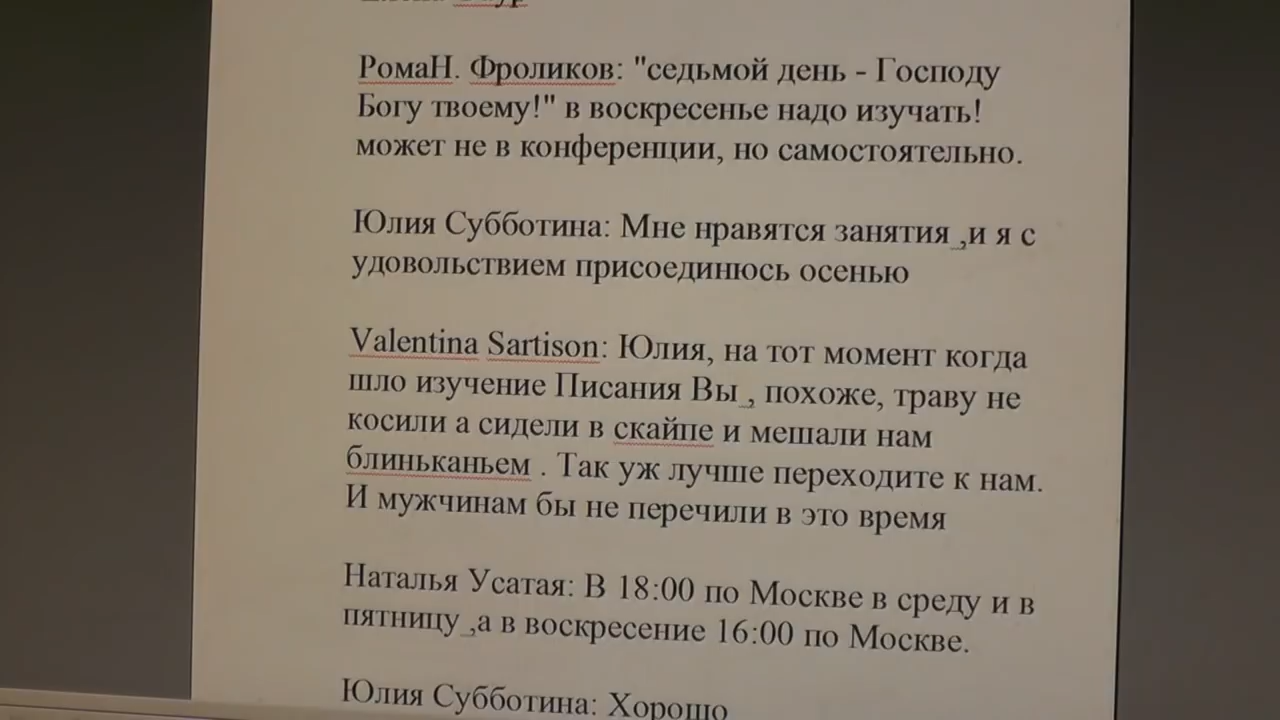 РомаН. Фроликов: "седьмой день - Господу
Богу твоему!" в воскресенье надо изучать!
может не в конференции, но самостоятельно.
Юлия Субботина: Мне нравятся занятия ,и я с
удовольствием присоединюсь осенью
Valentina Sartison: Юлия, на тот момент когда
шло изучение Писания Вы , похоже, траву не
косили а сидели в скайпе и мешали нам
блиньканьем . Так уж лучше переходите к нам.
И мужчинам бы не перечили в это время
Наталья Усатая: В 18:00 по Москве в среду и в
пятницу ,а в воскресение 16:00 по Москве.
Юлия Субботина: Хорошо